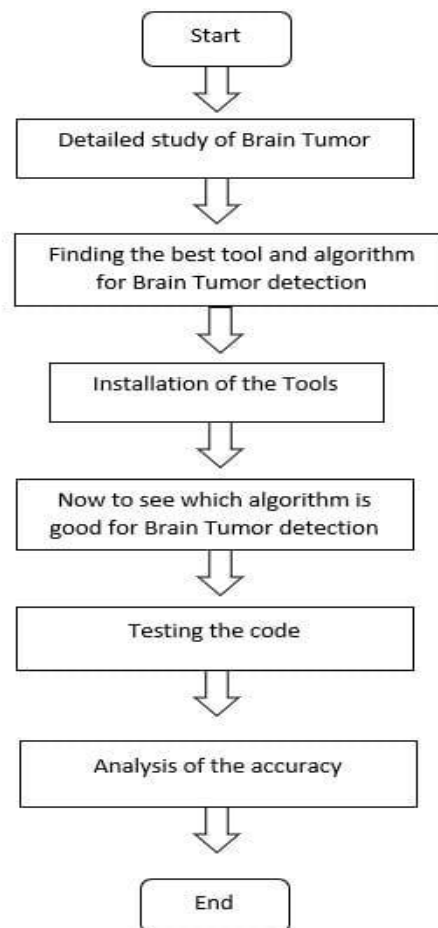 Start
Detailed study of Brain Tumor
Finding the best tool and algorithm
for Brain Tumor detection
Installation of the Tools
Now to see which algorithm is
good for Brain Tumor detection
Testing the code
Analysis of the accuracy
End